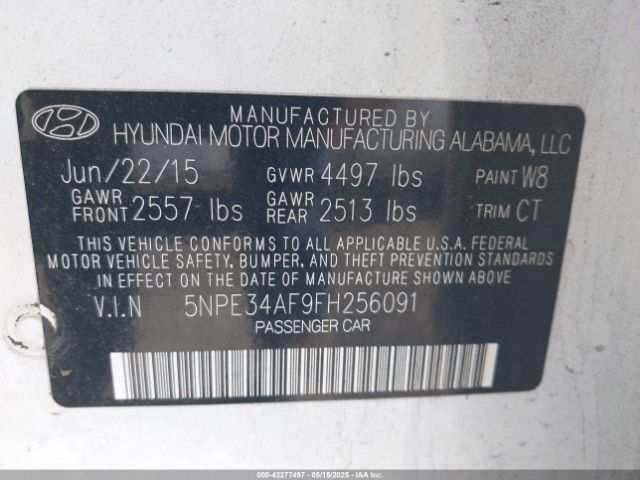 MANUFACTURED BY
HYUNDAI MOTOR MANUFACTURING ALABAMA, LLC
Jun/22/15 GVWR 4497 lbs PAINT W8
GAWR FRONT 2557 lbs GAWR REAR 2513 lbs TRIM CT
THIS VEHICLE CONFORMS TO ALL APPLICABLE U.S.A. FEDERAL
MOTOR VEHICLE SAFETY, BUMPER, AND THEFT PREVENTION STANDARDS
IN EFFECT ON THE DATE OF MANUFACTURE SHOWN ABOVE.
V.I.N 5NPE34AF9FH256091
PASSENGER CAR
000-42277497 - 05/15/2025 - IAAI.COM